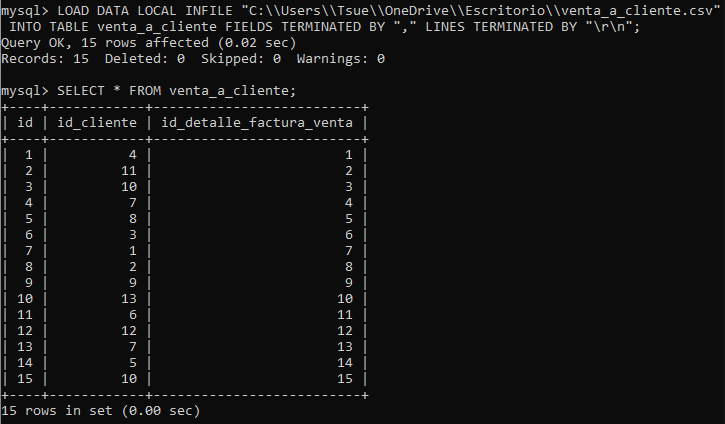 mysql> LOAD DATA LOCAL INFILE "C:\\Users\\Tsue\\OneDrive\\Escritorio\\venta_a_cliente.csv"
 INTO TABLE venta_a_cliente FIELDS TERMINATED BY "," LINES TERMINATED BY "\r\n";
Query OK, 15 rows affected (0.02 sec)
Records: 15  Deleted: 0  Skipped: 0  Warnings: 0

mysql> SELECT * FROM venta_a_cliente;
+----+------------+--------------------------+
| id | id_cliente | id_detalle_factura_venta |
+----+------------+--------------------------+
|  1 |          4 |                        1 |
|  2 |         11 |                        2 |
|  3 |         10 |                        3 |
|  4 |          7 |                        4 |
|  5 |          8 |                        5 |
|  6 |          3 |                        6 |
|  7 |          1 |                        7 |
|  8 |          2 |                        8 |
|  9 |          9 |                        9 |
| 10 |         13 |                       10 |
| 11 |          6 |                       11 |
| 12 |         12 |                       12 |
| 13 |          7 |                       13 |
| 14 |          5 |                       14 |
| 15 |         10 |                       15 |
+----+------------+--------------------------+
15 rows in set (0.00 sec)